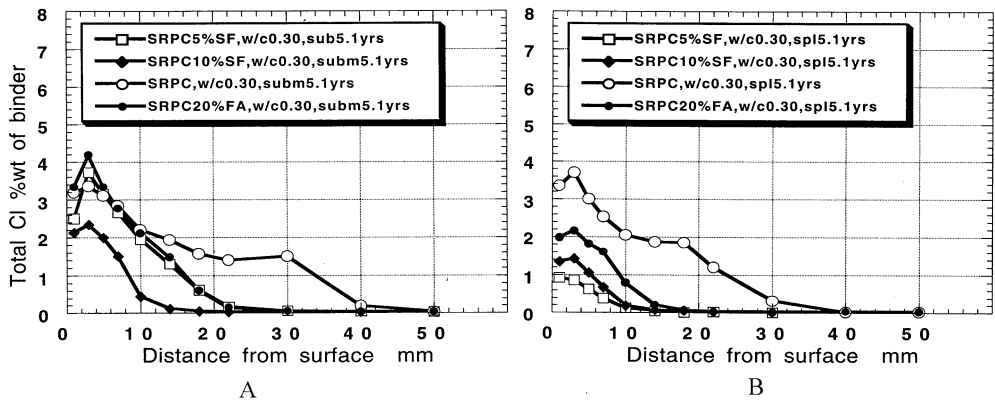 8
7
6
5
4
3
2
1
0
Total Cl %wt of binder
SRPC5%SF,w/c0.30,sub5.1yrs
SRPC10%SF,w/c0.30,subm5.1yrs
SRPC,w/c0.30,subm5.1yrs
SRPC20%FA,w/c0.30,subm5.1yrs
0 10 20 30 40 50
Distance from surface mm
A
8
7
6
5
4
3
2
1
0
SRPC5%SF,w/c0.30,spl5.1yrs
SRPC10%SF,w/c0.30,spl5.1yrs
SRPC,w/c0.30,spl5.1yrs
SRPC20%FA,w/c0.30,spl5.1yrs
0 10 20 30 40 50
Distance from surface mm
B